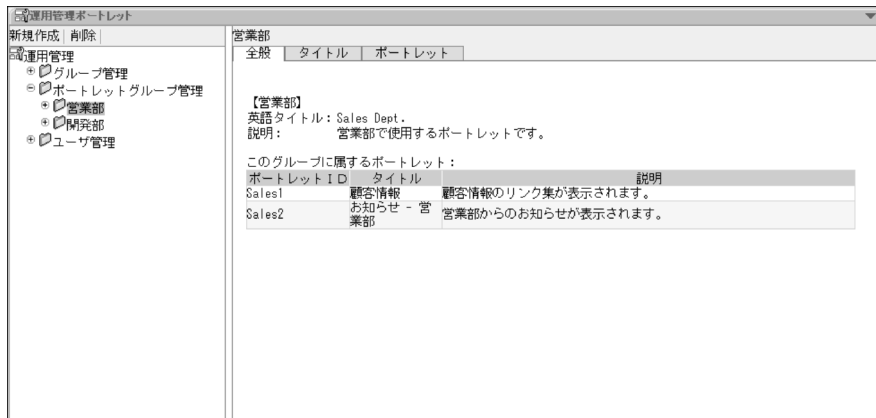 運用管理ポートレット
新規作成 削除
運用管理
グループ管理
ポートレットグループ管理
営業部
開発部
ユーザ管理
営業部
全般 タイトル ポートレット
【営業部】
英語タイトル：Sales Dept.
説明： 営業部で使用するポートレットです。
このグループに属するポートレット：
ポートレットＩＤ タイトル 説明
Sales1 顧客情報 顧客情報のリンク集が表示されます。
Sales2 お知らせ - 営業部 営業部からのお知らせが表示されます。